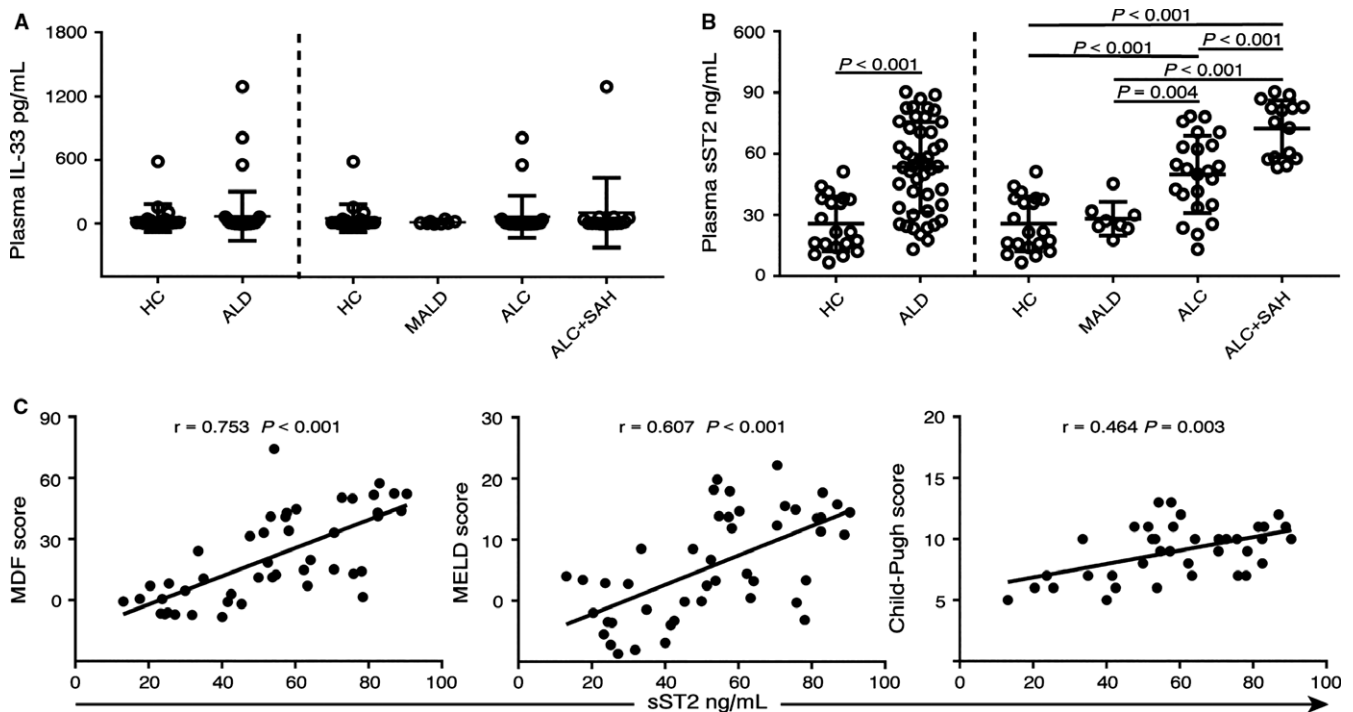 A
Plasma IL-33 pg/mL
1800
1200
600
0
HC
ALD
HC
MALD
ALC
ALC+SAH
B
Plasma sST2 ng/mL
600
90
60
30
0
P < 0.001
P < 0.001
P < 0.001
P < 0.001
P < 0.001
P = 0.004
HC
ALD
HC
MALD
ALC
ALC+SAH
C
MDF score
90
60
30
0
r = 0.753 P < 0.001
0 20 40 60 80 100
MELD score
30
20
10
0
r = 0.607 P < 0.001
0 20 40 60 80 100
Child-Pugh score
20
15
10
5
r = 0.464 P = 0.003
0 20 40 60 80 100
sST2 ng/mL